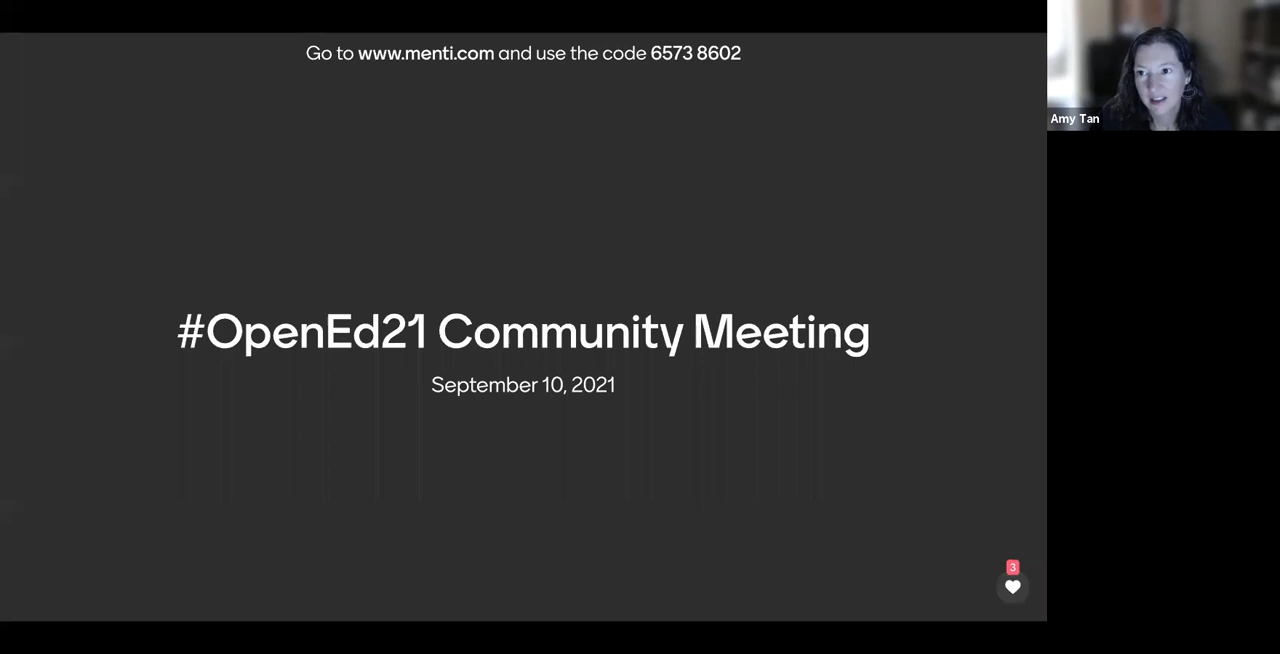 Go to www.menti.com and use the code 6573 8602
Amy Tan
#OpenEd21 Community Meeting
September 10, 2021
3